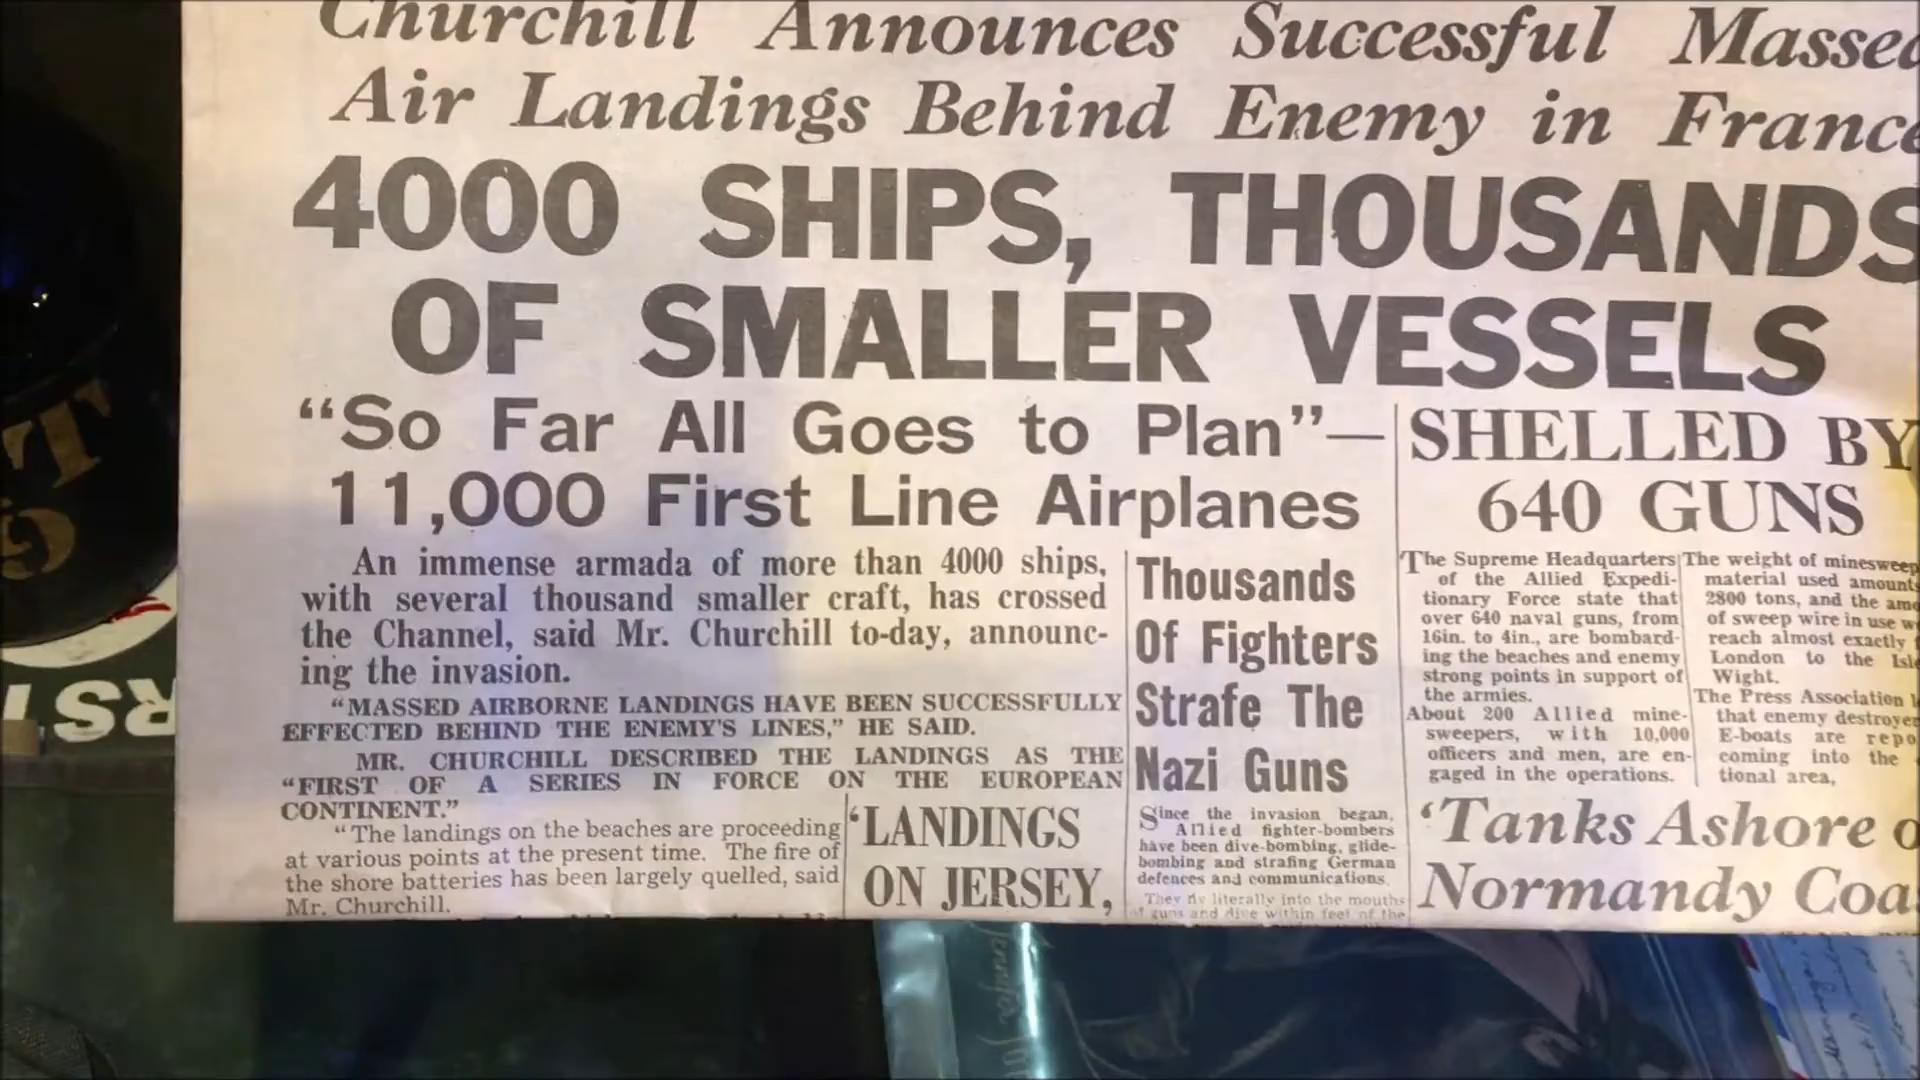 Churchill Announces Successful Massed
Air Landings Behind Enemy in France
4000 SHIPS, THOUSANDS
OF SMALLER VESSELS
“So Far All Goes to Plan”—
11,000 First Line Airplanes
An immense armada of more than 4000 ships,
with several thousand smaller craft, has crossed
the Channel, said Mr. Churchill to-day, announc-
ing the invasion.
“MASSED AIRBORNE LANDINGS HAVE BEEN SUCCESSFULLY
EFFECTED BEHIND THE ENEMY'S LINES,” HE SAID.
MR. CHURCHILL DESCRIBED THE LANDINGS AS THE
“FIRST OF A SERIES IN FORCE ON THE EUROPEAN
CONTINENT.”
“The landings on the beaches are proceeding
at various points at the present time. The fire of
the shore batteries has been largely quelled, said
Mr. Churchill.
‘LANDINGS
ON JERSEY,
Thousands
Of Fighters
Strafe The
Nazi Guns
Since the invasion began,
Allied fighter-bombers
have been dive-bombing, glide-
bombing and strafing German
defences and communications.
They fly literally into the mouths
of guns and dive within feet of the
SHELLED BY
640 GUNS
The Supreme Headquarters
of the Allied Expedi-
tionary Force state that
over 640 naval guns, from
16in. to 4in., are bombard-
ing the beaches and enemy
strong points in support of
the armies.
About 200 Allied mine-
sweepers, with 10,000
officers and men, are en-
gaged in the operations.
The weight of minesweep
material used amounts
2800 tons, and the amo
of sweep wire in use w
reach almost exactly
London to the Isle
Wight.
The Press Association
that enemy destroyer
E-boats are repo
coming into the
tional area,
‘Tanks Ashore o
Normandy Coa